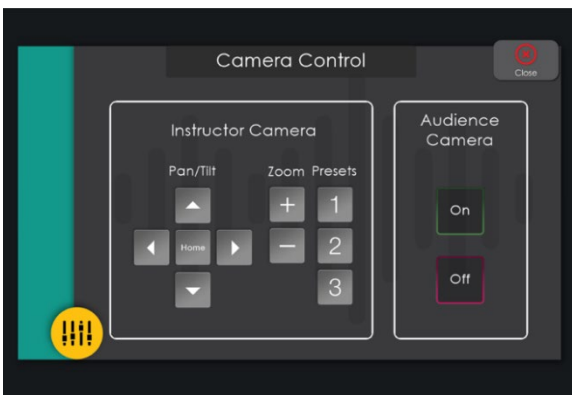 Camera Control
Close
Instructor Camera
Pan/Tilt
Zoom Presets
+ 1
Home
− 2
3
Audience
Camera
On
Off